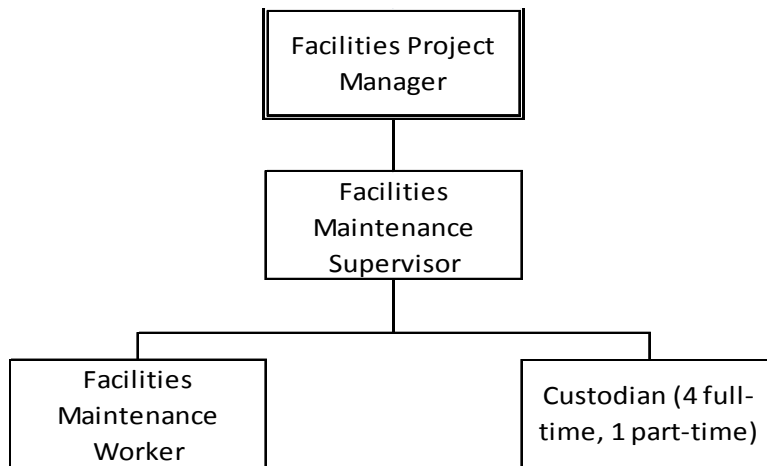 Facilities Project
Manager
Facilities
Maintenance
Supervisor
Facilities
Maintenance
Worker
Custodian (4 full-
time, 1 part-time)